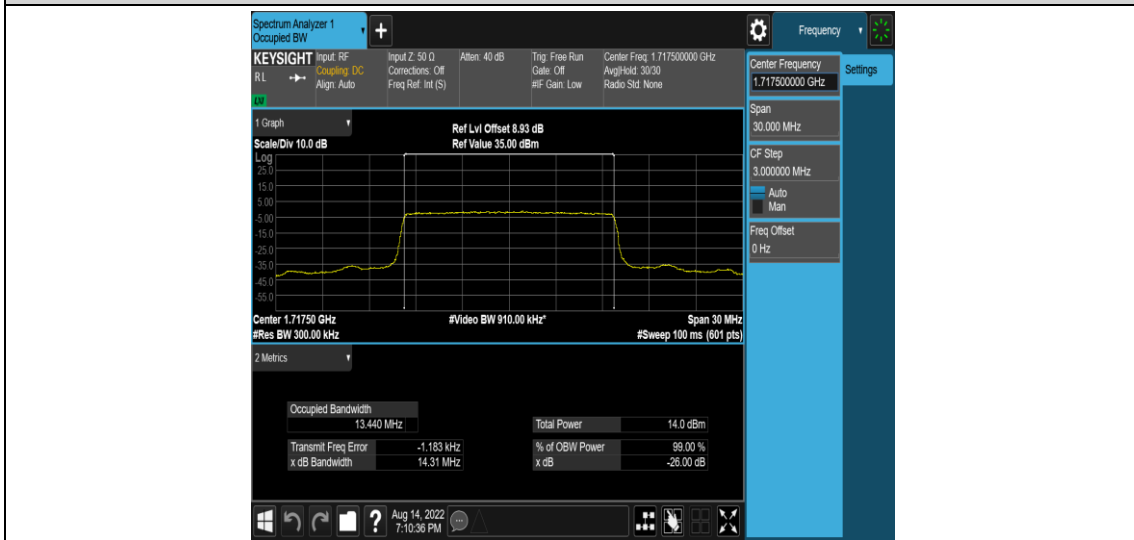 Spectrum Analyzer 1
Occupied BW
+
Frequency
KEYSIGHT
RL
Input: RF
Coupling: DC
Align: Auto
Input Z: 50 Ω
Corrections: Off
Freq Ref: Int (S)
Atten: 40 dB
Trig: Free Run
Gate: Off
#IF Gain: Low
Center Freq: 1.717500000 GHz
Avg|Hold: 30/30
Radio Std: None
Center Frequency
1.717500000 GHz
Settings
Span
30.000 MHz
CF Step
3.000000 MHz
Auto
Man
Freq Offset
0 Hz
1 Graph
Scale/Div 10.0 dB
Ref Lvl Offset 8.93 dB
Ref Value 35.00 dBm
Log
25.0
15.0
5.00
-5.00
-15.0
-25.0
-35.0
-45.0
-55.0
Center 1.71750 GHz
#Video BW 910.00 kHz*
Span 30 MHz
#Res BW 300.00 kHz
#Sweep 100 ms (601 pts)
2 Metrics
Occupied Bandwidth
13.440 MHz
Total Power 14.0 dBm
Transmit Freq Error -1.183 kHz
% of OBW Power 99.00 %
x dB Bandwidth 14.31 MHz
x dB -26.00 dB
?
Aug 14, 2022
7:10:36 PM